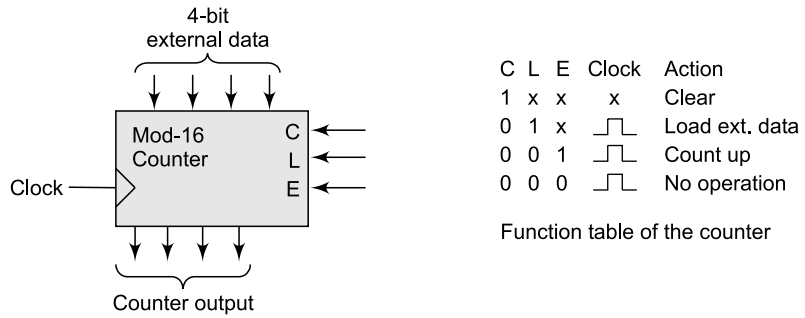 4-bit
external data
Mod-16
Counter
C
L
E
Clock
Counter output
C L E Clock Action
1 x x x Clear
0 1 x Load ext. data
0 0 1 Count up
0 0 0 No operation
Function table of the counter